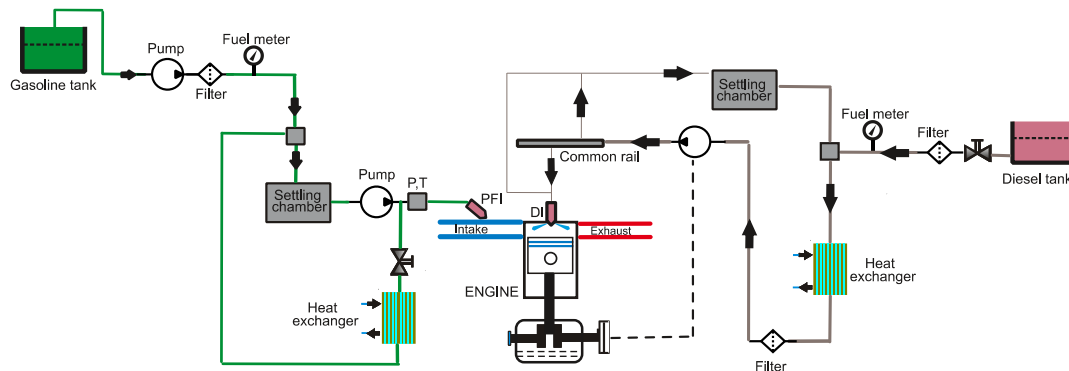 Gasoline tank
Pump
Filter
Fuel meter
Settling
chamber
Pump
P,T
PFI
Heat
exchanger
Intake
DI
Exhaust
ENGINE
Common rail
Settling
chamber
Fuel meter
Filter
Diesel tank
Heat
exchanger
Filter